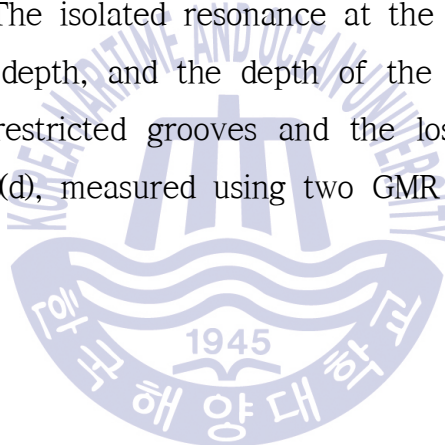 The isolated resonance at the
depth, and the depth of the
restricted grooves and the los
(d), measured using two GMR
KOREA MARITIME AND OCEAN UNIVERSITY
1945
한국해양대학교